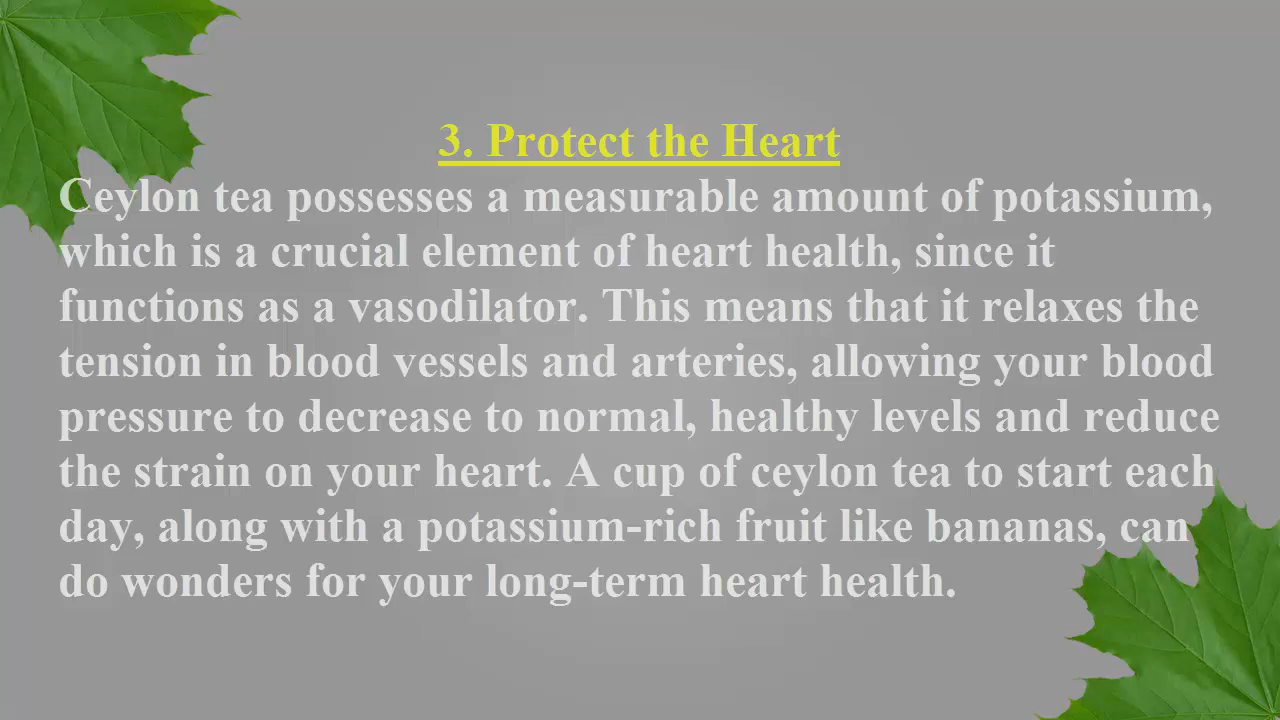 3. Protect the Heart
Ceylon tea possesses a measurable amount of potassium,
which is a crucial element of heart health, since it
functions as a vasodilator. This means that it relaxes the
tension in blood vessels and arteries, allowing your blood
pressure to decrease to normal, healthy levels and reduce
the strain on your heart. A cup of ceylon tea to start each
day, along with a potassium-rich fruit like bananas, can
do wonders for your long-term heart health.